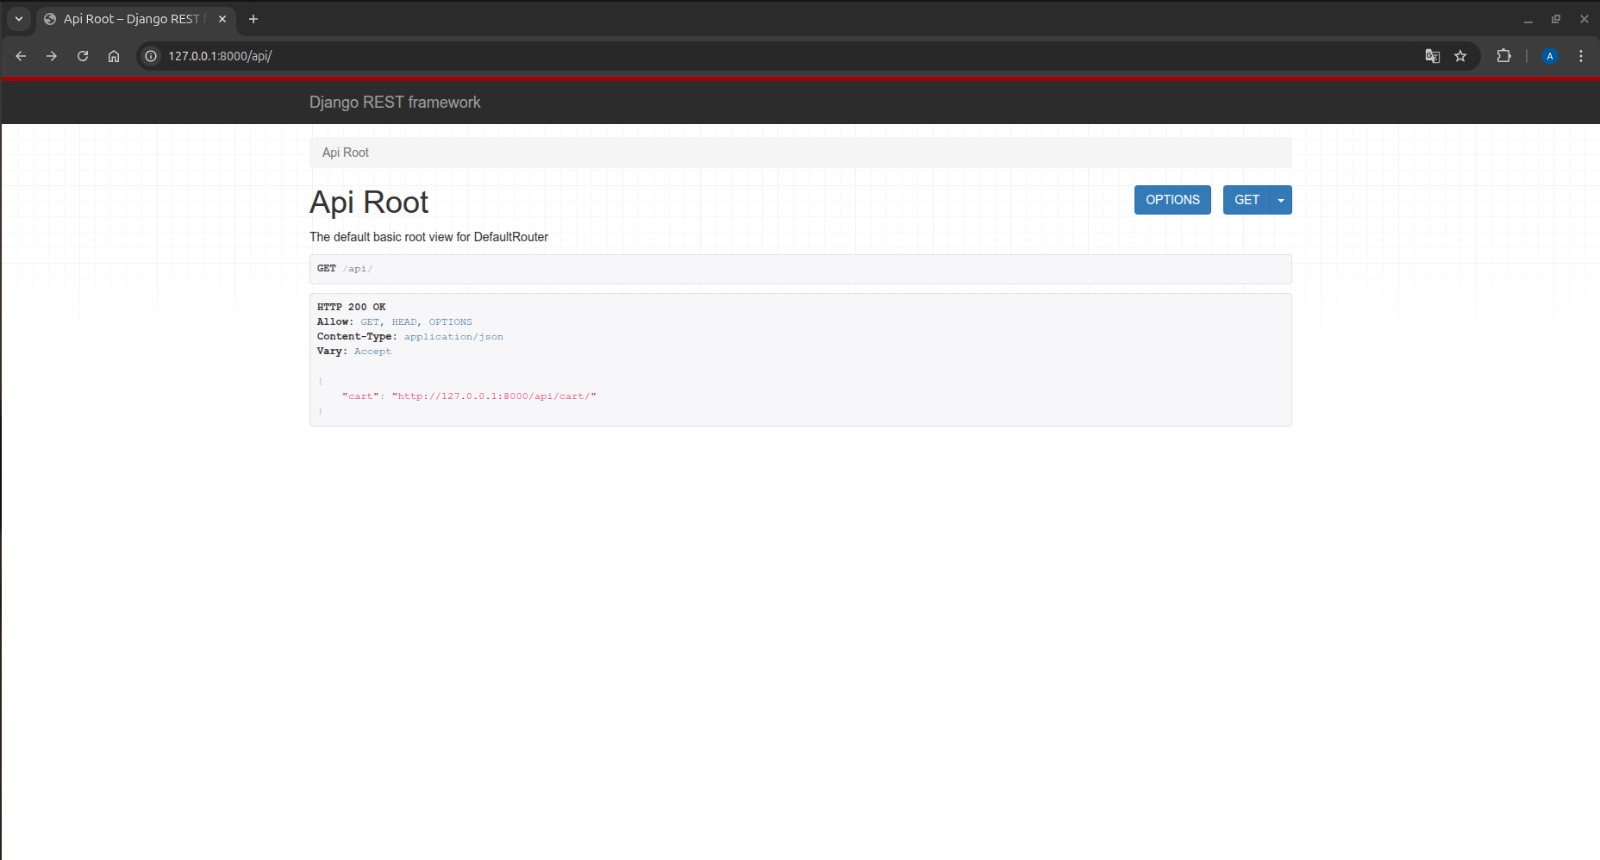 Api Root – Django REST f
127.0.0.1:8000/api/
A
Django REST framework
Api Root
Api Root
OPTIONS
GET
The default basic root view for DefaultRouter
GET /api/
HTTP 200 OK
Allow: GET, HEAD, OPTIONS
Content-Type: application/json
Vary: Accept
{
    "cart": "http://127.0.0.1:8000/api/cart/"
}